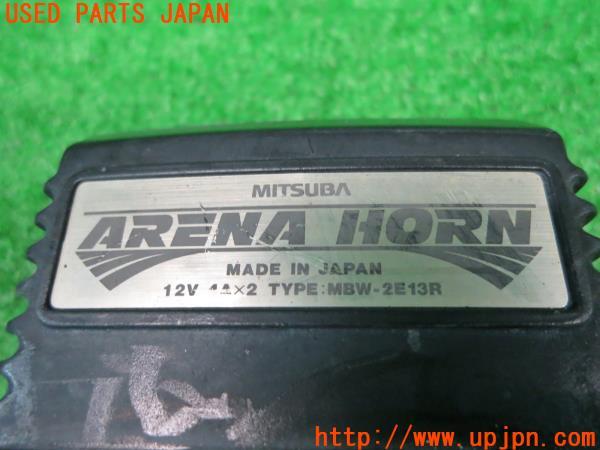 USED PARTS JAPAN
MITSUBA
ARENA HORN
MADE IN JAPAN
12V 4A×2 TYPE:MBW-2E13R
http://www.upjpn.com